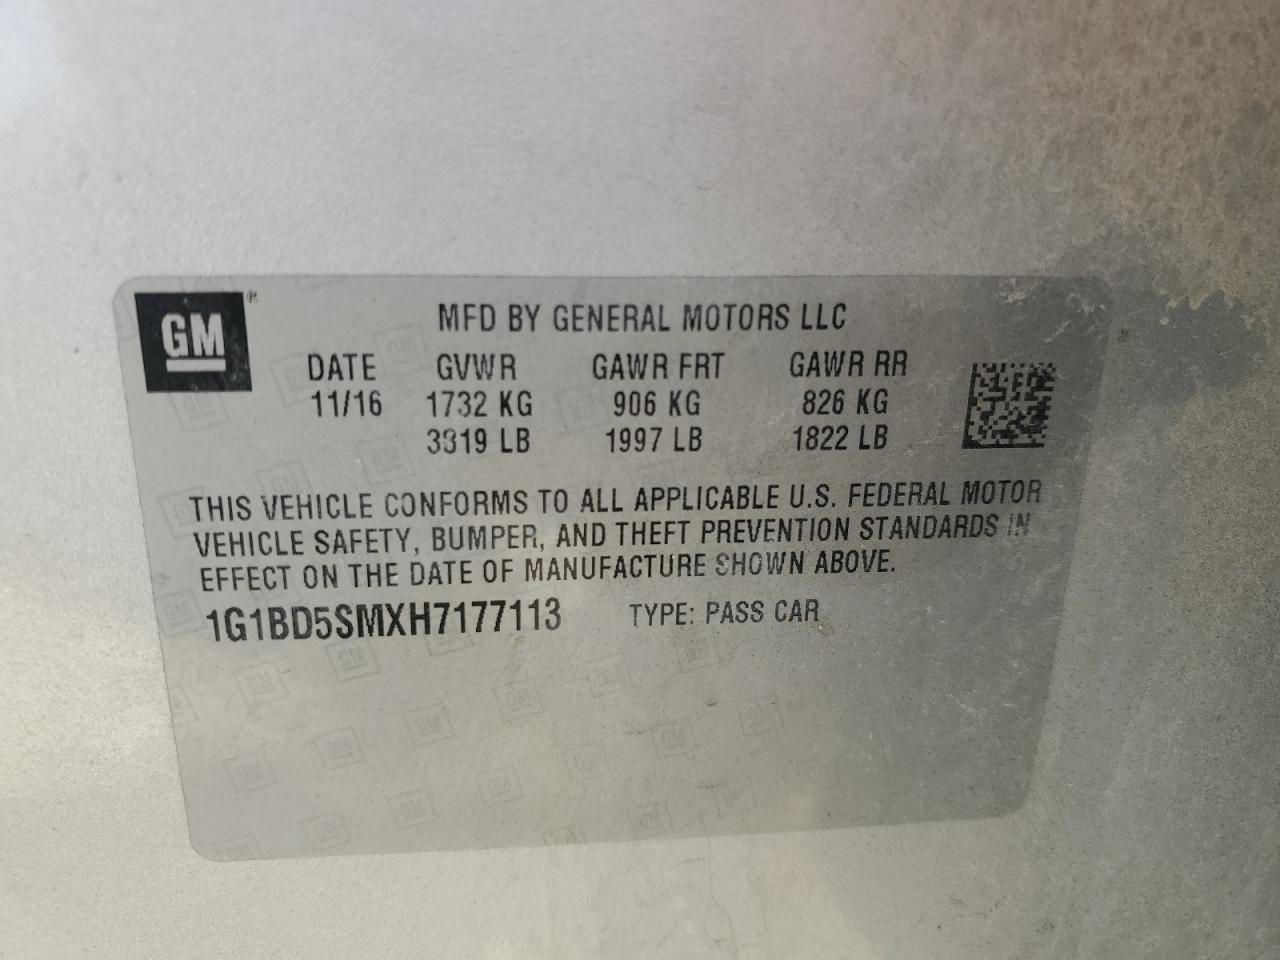 GM ®
MFD BY GENERAL MOTORS LLC
DATE GVWR GAWR FRT GAWR RR
11/16 1732 KG 906 KG 826 KG
3819 LB 1997 LB 1822 LB
THIS VEHICLE CONFORMS TO ALL APPLICABLE U.S. FEDERAL MOTOR
VEHICLE SAFETY, BUMPER, AND THEFT PREVENTION STANDARDS IN
EFFECT ON THE DATE OF MANUFACTURE SHOWN ABOVE.
1G1BD5SMXH7177113 TYPE: PASS CAR